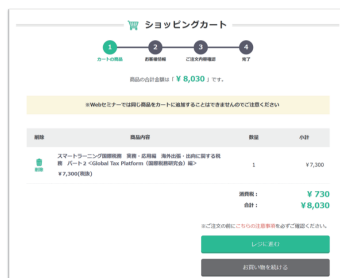 ショッピングカート
1
2
3
4
カートの商品
お客様情報
ご注文内容確認
完了
商品の合計金額は「¥ 8,030」です。
※Webセミナーでは同じ商品をカートに追加することはできませんのでご注意ください
削除
商品内容
数量
小計
スマートラーニング国際税務 実務・応用編 海外出張・出向に関する税
務 パート2 <Global Tax Platform(国際税務研究会)編>
¥7,300(税抜)
削除
1
¥7,300
消費税:
¥ 730
合計:
¥8,030
※ご注文の前にこちらの注意事項を必ずご確認ください。
レジに進む
お買い物を続ける